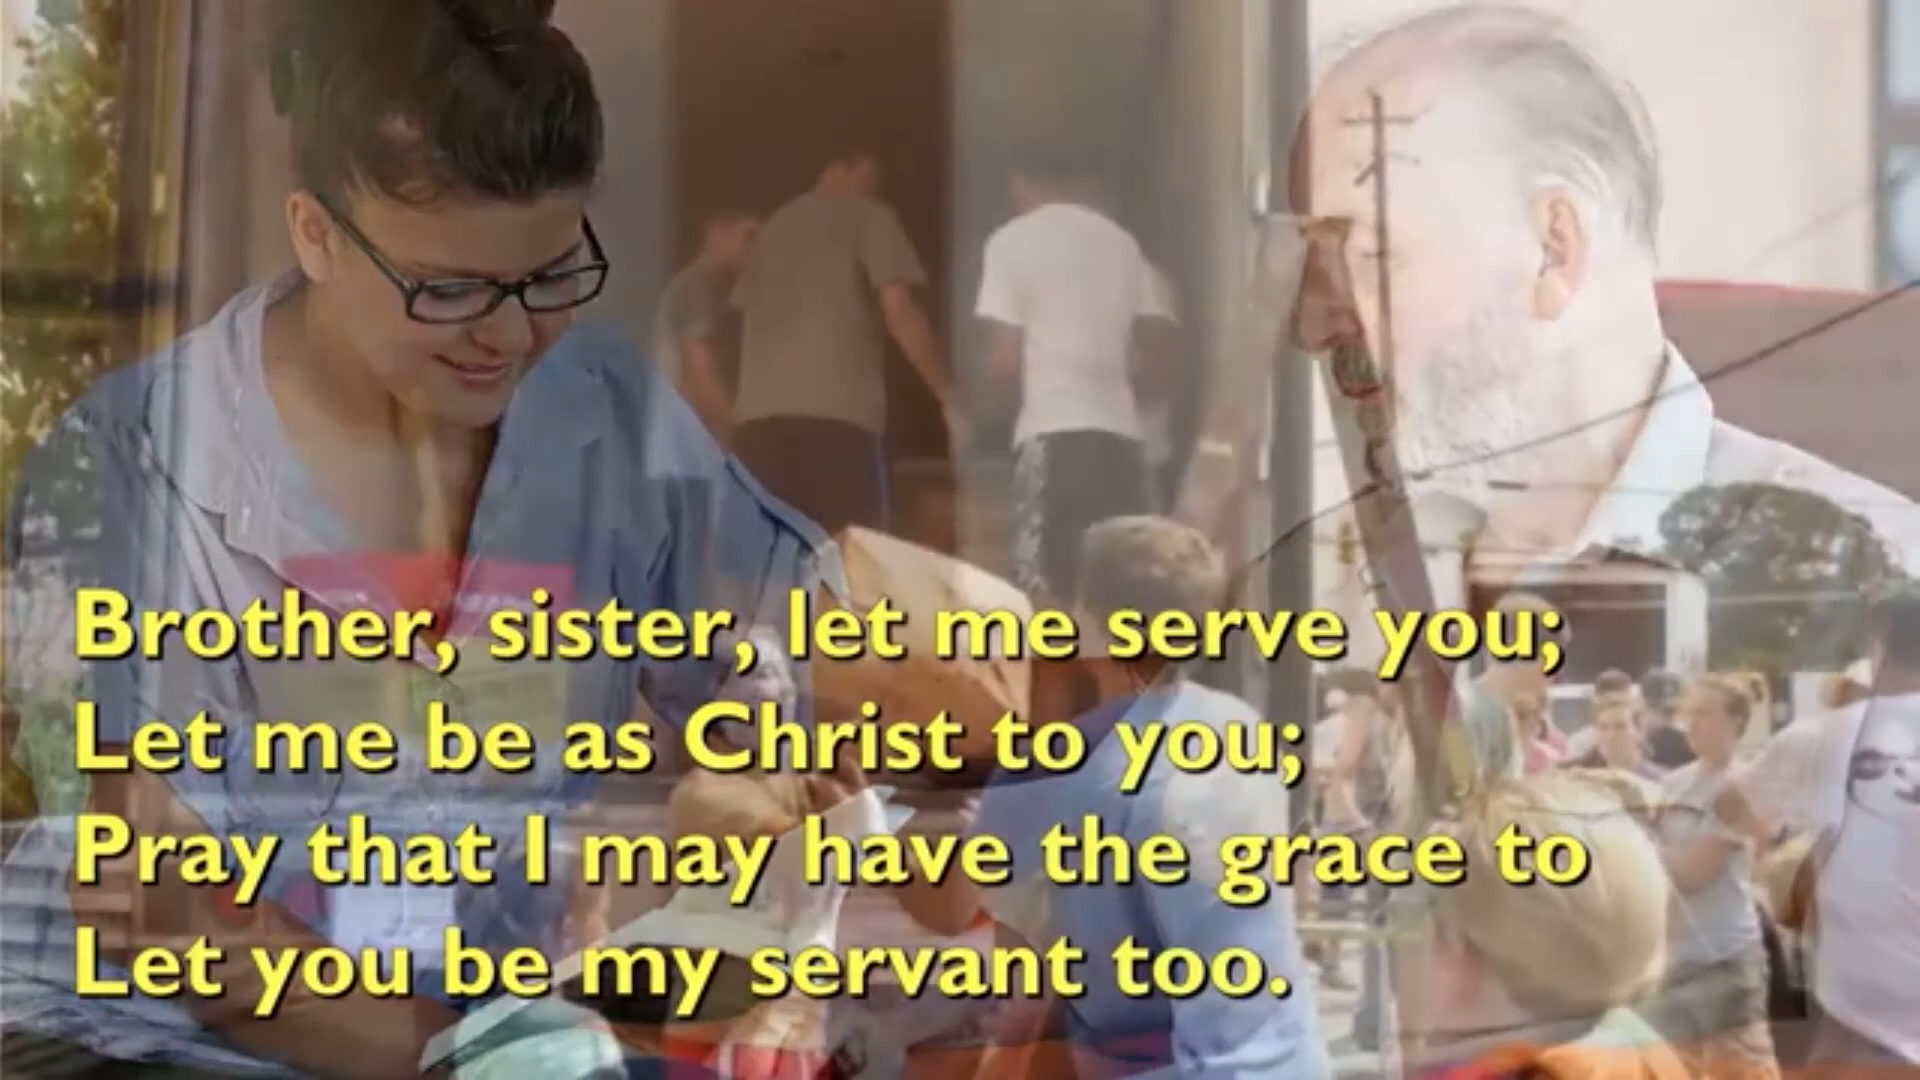 Brother, sister, let me serve you;
Let me be as Christ to you;
Pray that I may have the grace to
Let you be my servant too.